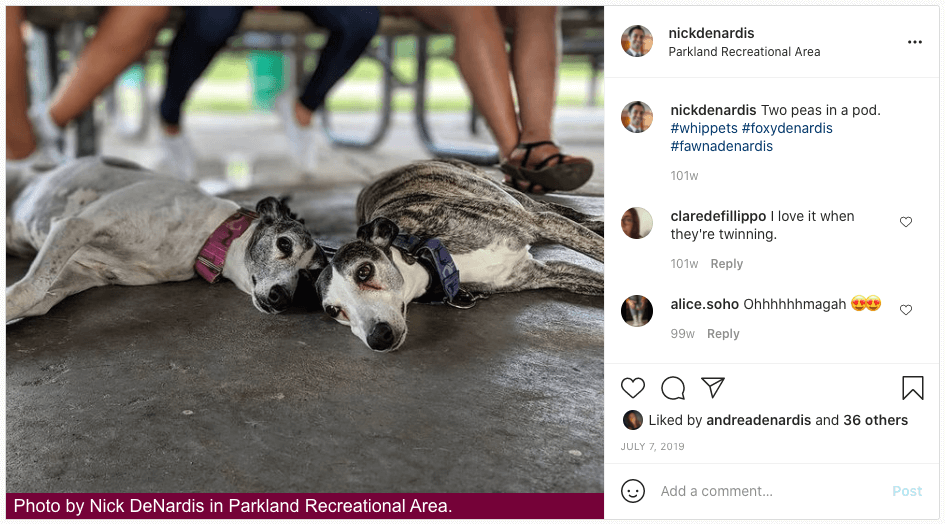 nickdenardis
Parkland Recreational Area
nickdenardis Two peas in a pod.
#whippets #foxydenardis
#fawnadenardis
101w
claredefillippo I love it when
they're twinning.
101w Reply
alice.soho Ohhhhhhmagah 😍😍
99w Reply
Liked by andreadenardis and 36 others
JULY 7, 2019
Add a comment... Post
Photo by Nick DeNardis in Parkland Recreational Area.